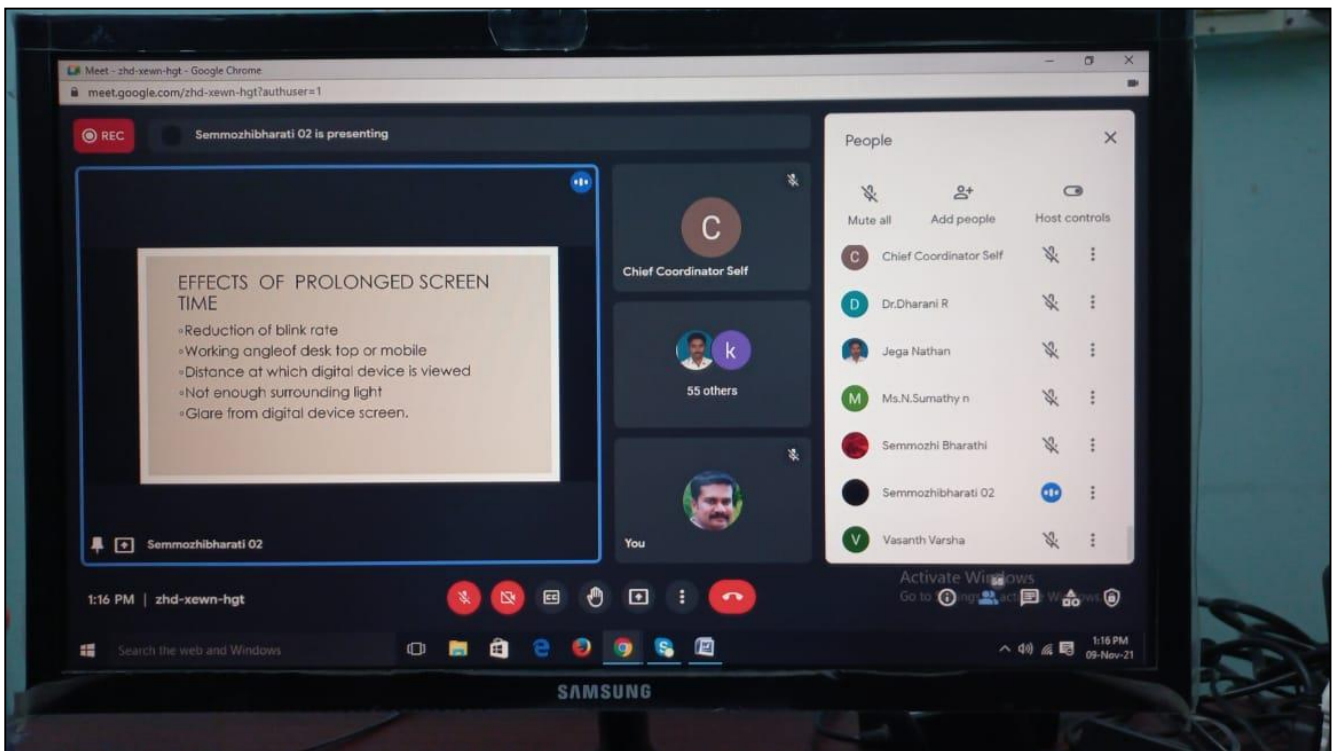 Meet - zhd-xewn-hgt - Google Chrome
meet.google.com/zhd-xewn-hgt?authuser=1
REC
Semmozhibharati 02 is presenting
EFFECTS OF PROLONGED SCREEN
TIME
Reduction of blink rate
Working angleof desk top or mobile
Distance at which digital device is viewed
Not enough surrounding light
Glare from digital device screen.
Semmozhibharati 02
C
Chief Coordinator Self
k
55 others
You
People
Mute all
Add people
Host controls
C Chief Coordinator Self
D Dr.Dharani R
Jega Nathan
M Ms.N.Sumathy n
Semmozhi Bharathi
Semmozhibharati 02
V Vasanth Varsha
Activate Windows
Go to
1:16 PM | zhd-xewn-hgt
CC
Search the web and Windows
1:16 PM
09-Nov-21
SAMSUNG